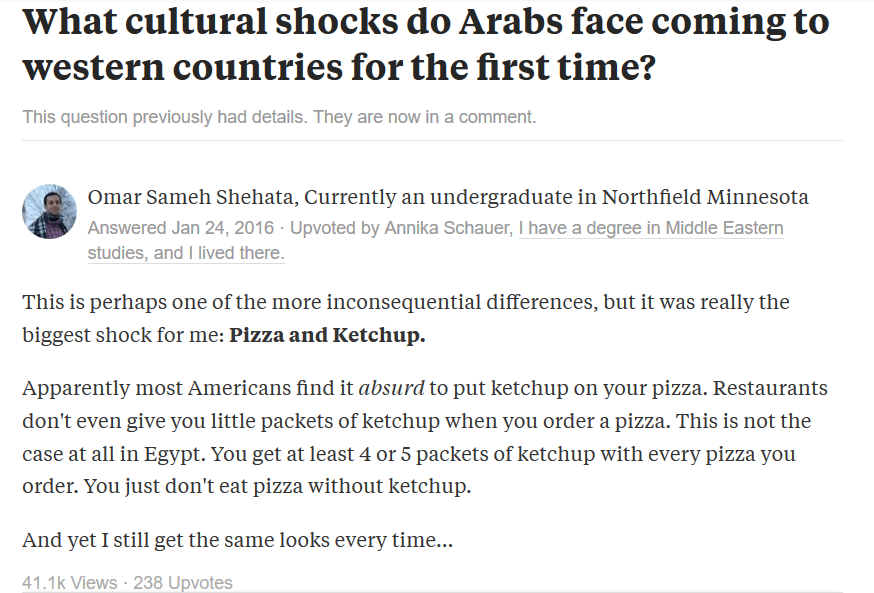 What cultural shocks do Arabs face coming to
western countries for the first time?
This question previously had details. They are now in a comment.
Omar Sameh Shehata, Currently an undergraduate in Northfield Minnesota
Answered Jan 24, 2016 · Upvoted by Annika Schauer, I have a degree in Middle Eastern
studies, and I lived there.
This is perhaps one of the more inconsequential differences, but it was really the
biggest shock for me: Pizza and Ketchup.
Apparently most Americans find it absurd to put ketchup on your pizza. Restaurants
don't even give you little packets of ketchup when you order a pizza. This is not the
case at all in Egypt. You get at least 4 or 5 packets of ketchup with every pizza you
order. You just don't eat pizza without ketchup.
And yet I still get the same looks every time...
41.1k Views · 238 Upvotes